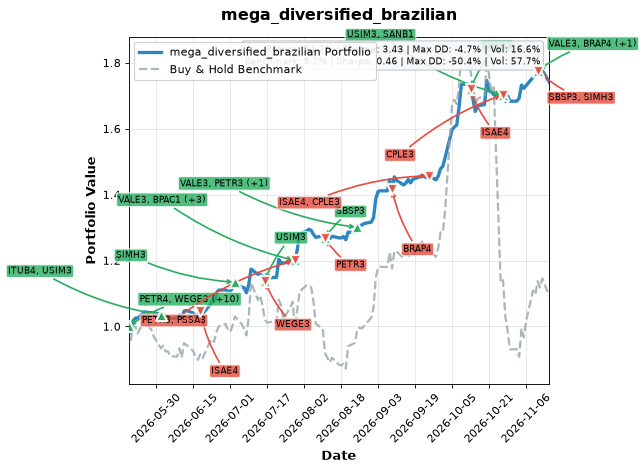 mega_diversified_brazilian
USIM3, SANB1
VALE3, BRAP4 (+1)
mega_diversified_brazilian Portfolio
: 3.43 | Max DD: -4.7% | Vol: 16.6%
Buy & Hold Benchmark
0.46 | Max DD: -50.4% | Vol: 57.7%
SBSP3, SIMH3
ISAE4
CPLE3
VALE3, PETR3 (+1)
VALE3, BPAC1 (+3)
ISAE4, CPLE3
SBSP3
USIM3
BRAP4
SIMH3
PETR3
ITUB4, USIM3
PETR4, WEGE3 (+10)
PSSA3
WEGE3
ISAE4
Portfolio Value
1.8
1.6
1.4
1.2
1.0
2026-05-30
2026-06-15
2026-07-01
2026-07-17
2026-08-02
2026-08-18
2026-09-03
2026-09-19
2026-10-05
2026-10-21
2026-11-06
Date